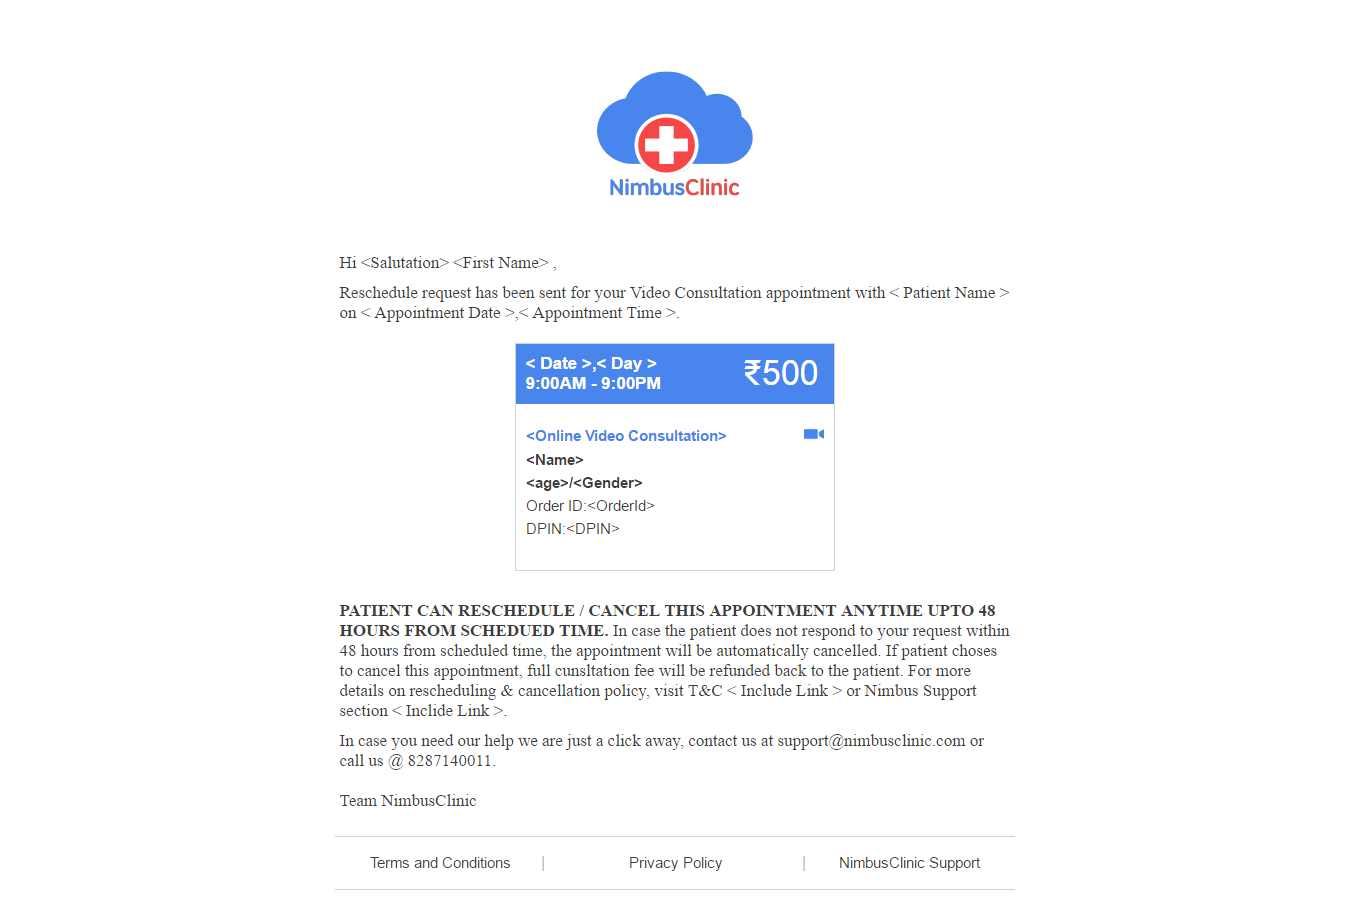 NimbusClinic
Hi <Salutation> <First Name> ,
Reschedule request has been sent for your Video Consultation appointment with < Patient Name >
on < Appointment Date >,< Appointment Time >.
< Date >,< Day >
9:00AM - 9:00PM
₹500
<Online Video Consultation>
<Name>
<age>/<Gender>
Order ID:<OrderId>
DPIN:<DPIN>
PATIENT CAN RESCHEDULE / CANCEL THIS APPOINTMENT ANYTIME UPTO 48
HOURS FROM SCHEDUED TIME. In case the patient does not respond to your request within
48 hours from scheduled time, the appointment will be automatically cancelled. If patient choses
to cancel this appointment, full cunsltation fee will be refunded back to the patient. For more
details on rescheduling & cancellation policy, visit T&C < Include Link > or Nimbus Support
section < Inclide Link >.
In case you need our help we are just a click away, contact us at support@nimbusclinic.com or
call us @ 8287140011.
Team NimbusClinic
Terms and Conditions | Privacy Policy | NimbusClinic Support